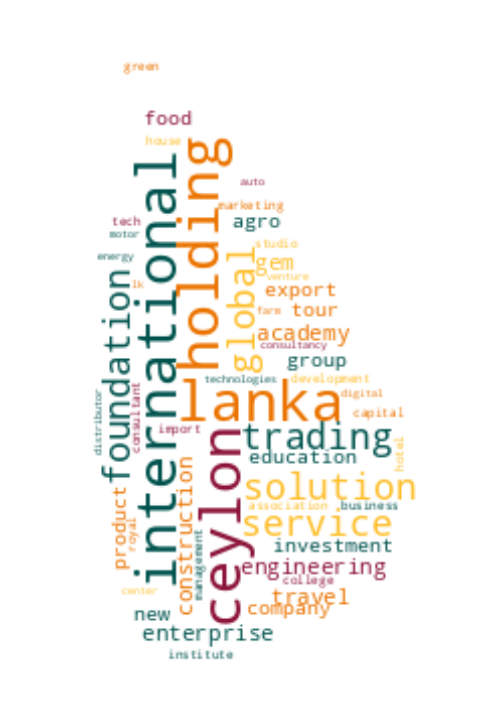 green
food
house
holding
international
auto
marketing
tech
agro
motor
studio
global
energy
gem
venture
lk
export
foundation
farm
tour
academy
consultancy
group
technologies
development
lanka
consultant
distributor
digital
capital
import
trading
ceylon
hotel
education
construction
solution
product
association
business
royal
service
management
investment
engineering
college
center
travel
company
new
enterprise
institute